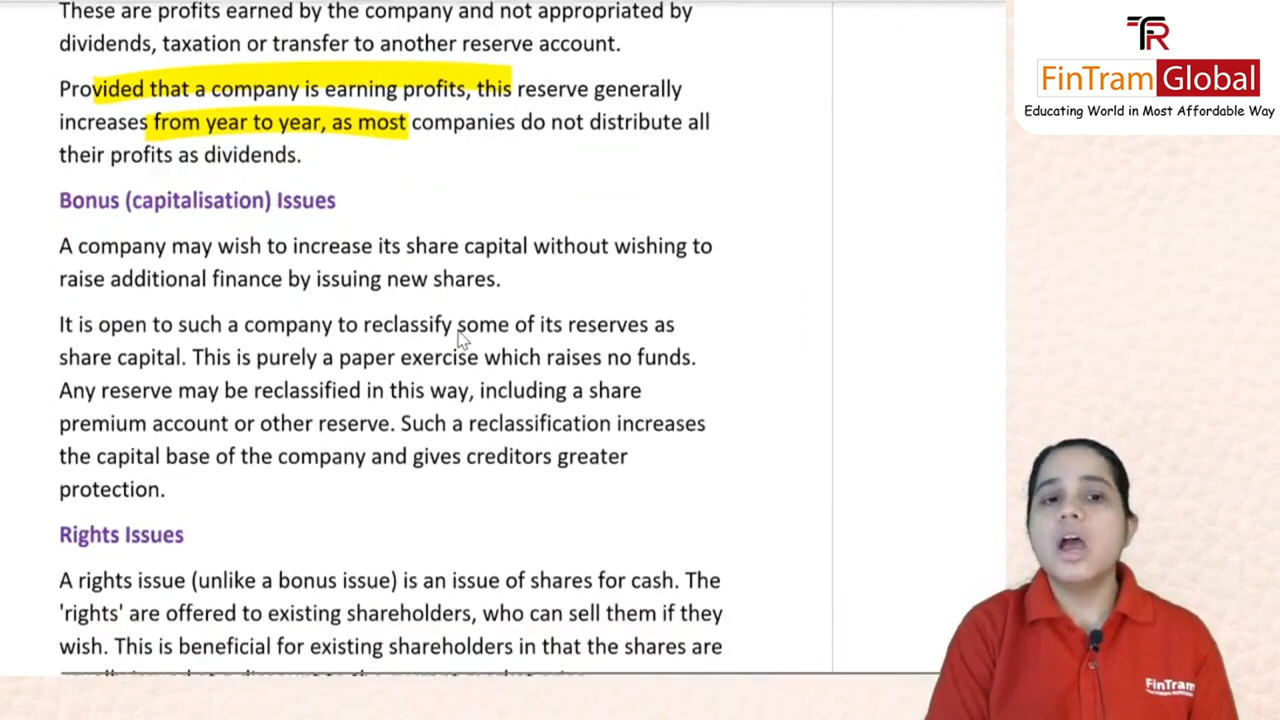 These are profits earned by the company and not appropriated by
dividends, taxation or transfer to another reserve account.
Provided that a company is earning profits, this reserve generally
increases from year to year, as most companies do not distribute all
their profits as dividends.
Bonus (capitalisation) Issues
A company may wish to increase its share capital without wishing to
raise additional finance by issuing new shares.
It is open to such a company to reclassify some of its reserves as
share capital. This is purely a paper exercise which raises no funds.
Any reserve may be reclassified in this way, including a share
premium account or other reserve. Such a reclassification increases
the capital base of the company and gives creditors greater
protection.
Rights Issues
A rights issue (unlike a bonus issue) is an issue of shares for cash. The
'rights' are offered to existing shareholders, who can sell them if they
wish. This is beneficial for existing shareholders in that the shares are
FinTram Global
Educating World in Most Affordable Way
FinTram